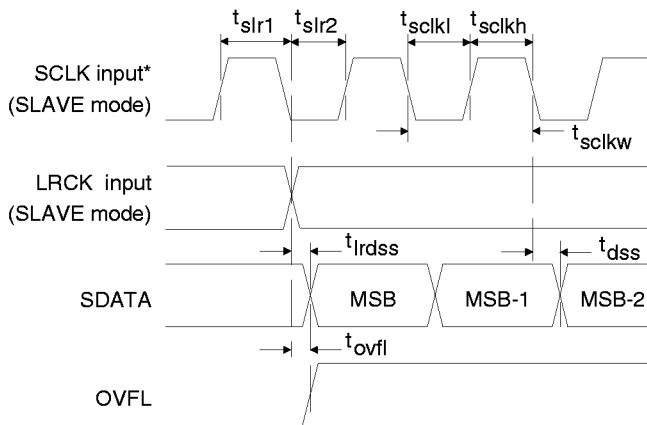 tslr1 tslr2 tsclkl tsclkh
SCLK input*
(SLAVE mode)
tsclkw
LRCK input
(SLAVE mode)
tlrdss
tdss
SDATA MSB MSB-1 MSB-2
tovfl
OVFL